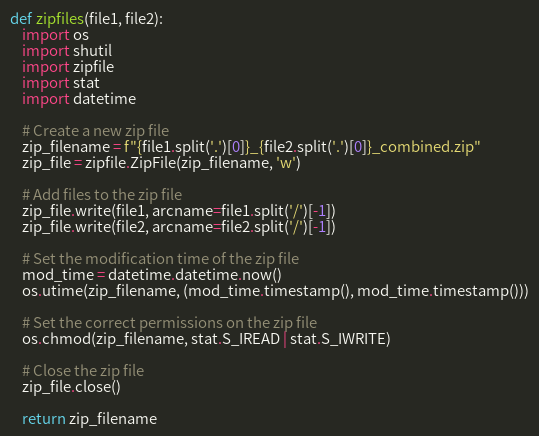 def zipfiles(file1, file2):
    import os
    import shutil
    import zipfile
    import stat
    import datetime

    # Create a new zip file
    zip_filename = f"{file1.split('.')[0]}_{file2.split('.')[0]}_combined.zip"
    zip_file = zipfile.ZipFile(zip_filename, 'w')

    # Add files to the zip file
    zip_file.write(file1, arcname=file1.split('/')[-1])
    zip_file.write(file2, arcname=file2.split('/')[-1])

    # Set the modification time of the zip file
    mod_time = datetime.datetime.now()
    os.utime(zip_filename, (mod_time.timestamp(), mod_time.timestamp()))

    # Set the correct permissions on the zip file
    os.chmod(zip_filename, stat.S_IREAD | stat.S_IWRITE)

    # Close the zip file
    zip_file.close()

    return zip_filename